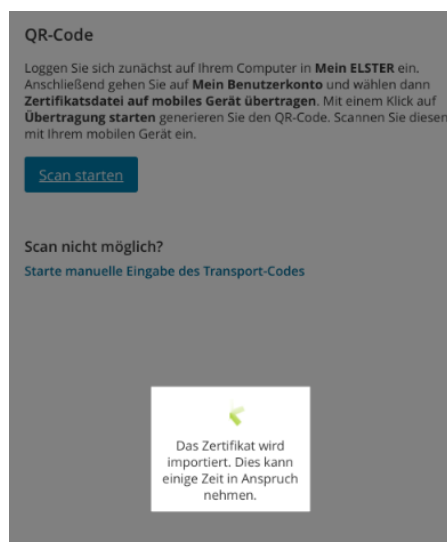 QR-Code
Loggen Sie sich zunächst auf Ihrem Computer in Mein ELSTER ein.
Anschließend gehen Sie auf Mein Benutzerkonto und wählen dann
Zertifikatsdatei auf mobiles Gerät übertragen. Mit einem Klick auf
Übertragung starten generieren Sie den QR-Code. Scannen Sie diesen
mit Ihrem mobilen Gerät ein.
Scan starten
Scan nicht möglich?
Starte manuelle Eingabe des Transport-Codes
Das Zertifikat wird
importiert. Dies kann
einige Zeit in Anspruch
nehmen.